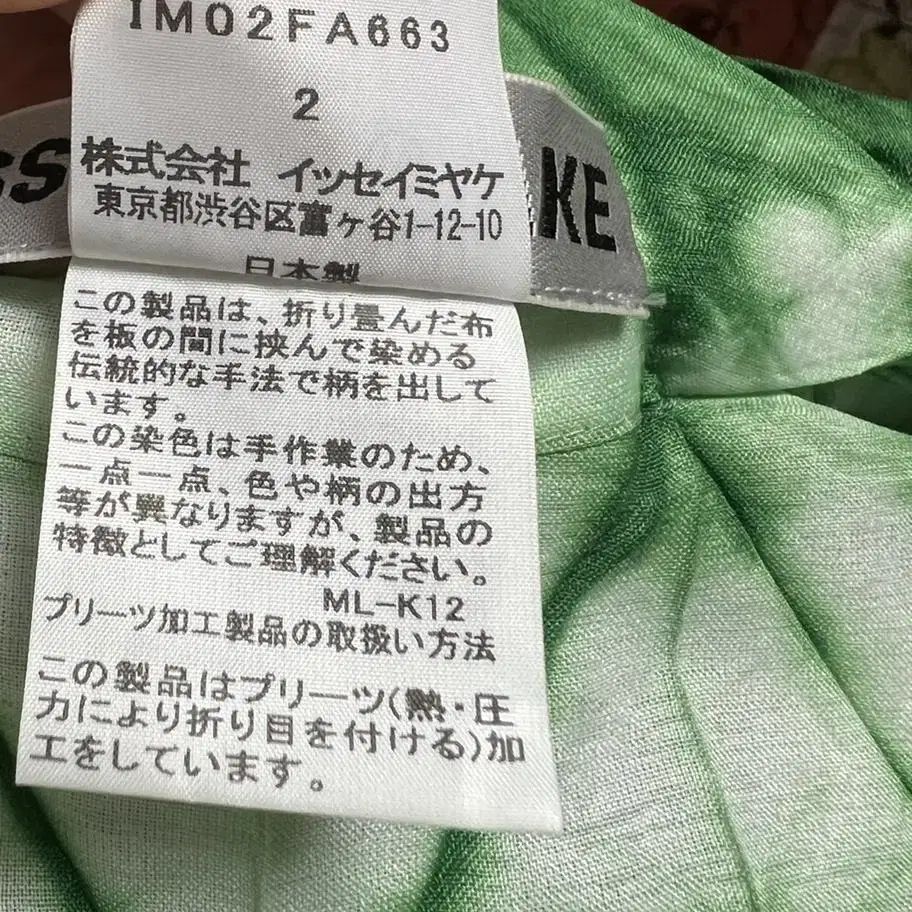 IM02FA663
2
株式会社 イッセイミヤケ
東京都渋谷区富ヶ谷1-12-10
日本製
KE
この製品は、折り畳んだ布
を板の間に挟んで染める
伝統的な手法で柄を出して
います。
この染色は手作業のため、
一点一点、色や柄の出方
等が異なりますが、製品の
特徴としてご理解ください。
ML-K12
プリーツ加工製品の取扱い方法
この製品はプリーツ(熱・圧
力により折り目を付ける)加
工をしています。